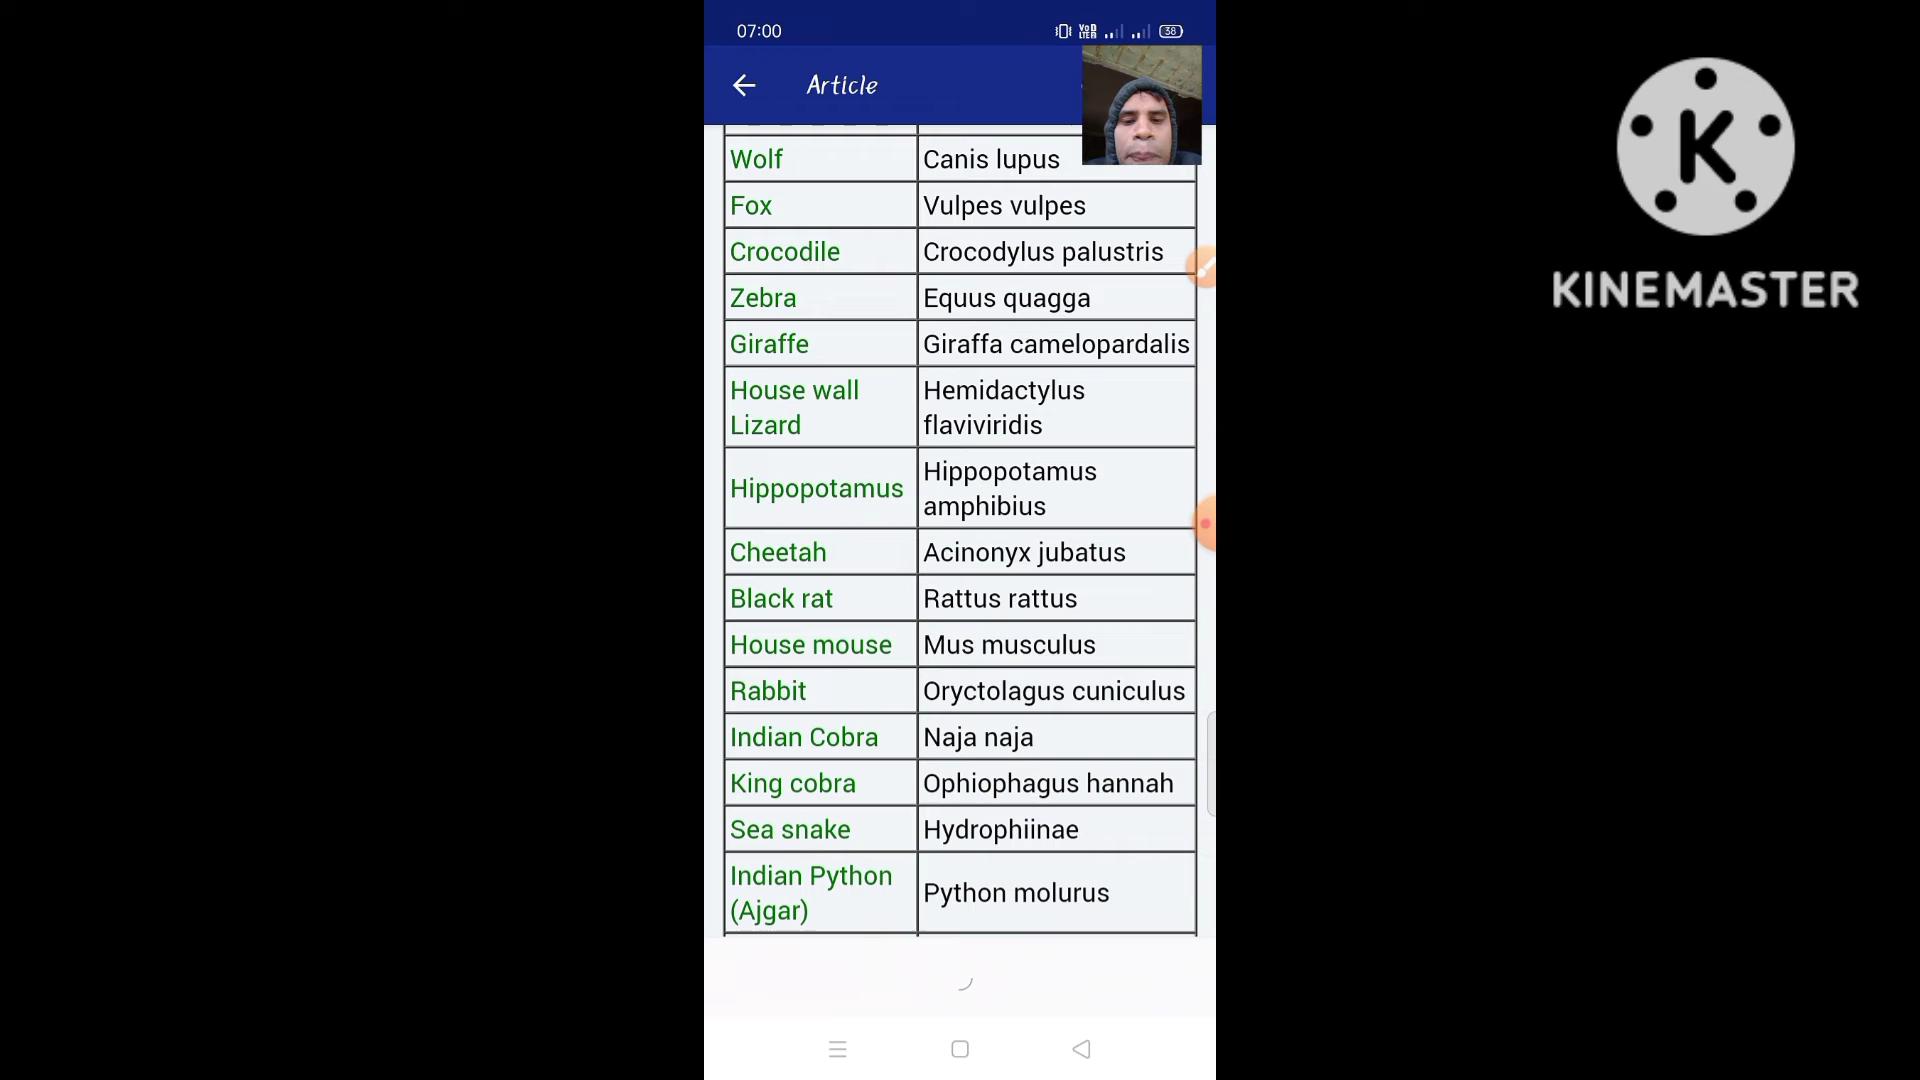 07:00
VoD
LTE
38
Article
Wolf
Canis lupus
Fox
Vulpes vulpes
Crocodile
Crocodylus palustris
Zebra
Equus quagga
Giraffe
Giraffa camelopardalis
House wall
Lizard
Hemidactylus
flaviviridis
Hippopotamus
Hippopotamus
amphibius
Cheetah
Acinonyx jubatus
Black rat
Rattus rattus
House mouse
Mus musculus
Rabbit
Oryctolagus cuniculus
Indian Cobra
Naja naja
King cobra
Ophiophagus hannah
Sea snake
Hydrophiinae
Indian Python
(Ajgar)
Python molurus
K
KINEMASTER